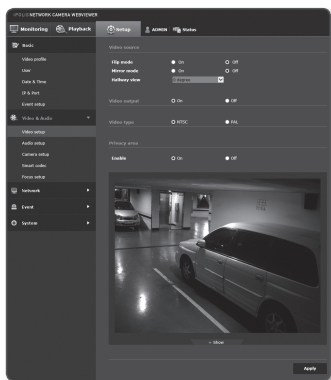 iPOLIS NETWORK CAMERA WEBVIEWER
Monitoring Playback Setup ADMIN Status
Basic
Video profile
User
Date & Time
IP & Port
Event setup
Video & Audio
Video setup
Audio setup
Camera setup
Smart codec
Focus setup
Network
Event
System
Video source
Flip mode On Off
Mirror mode On Off
Hallway view 0 degree
Video output On Off
Video type NTSC PAL
Privacy area
Enable On Off
Show
Apply